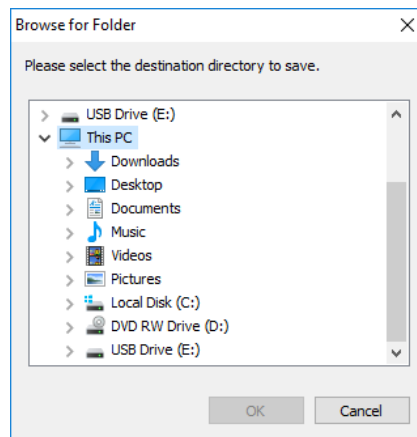 Browse for Folder
Please select the destination directory to save.
USB Drive (E:)
This PC
Downloads
Desktop
Documents
Music
Videos
Pictures
Local Disk (C:)
DVD RW Drive (D:)
USB Drive (E:)
OK Cancel